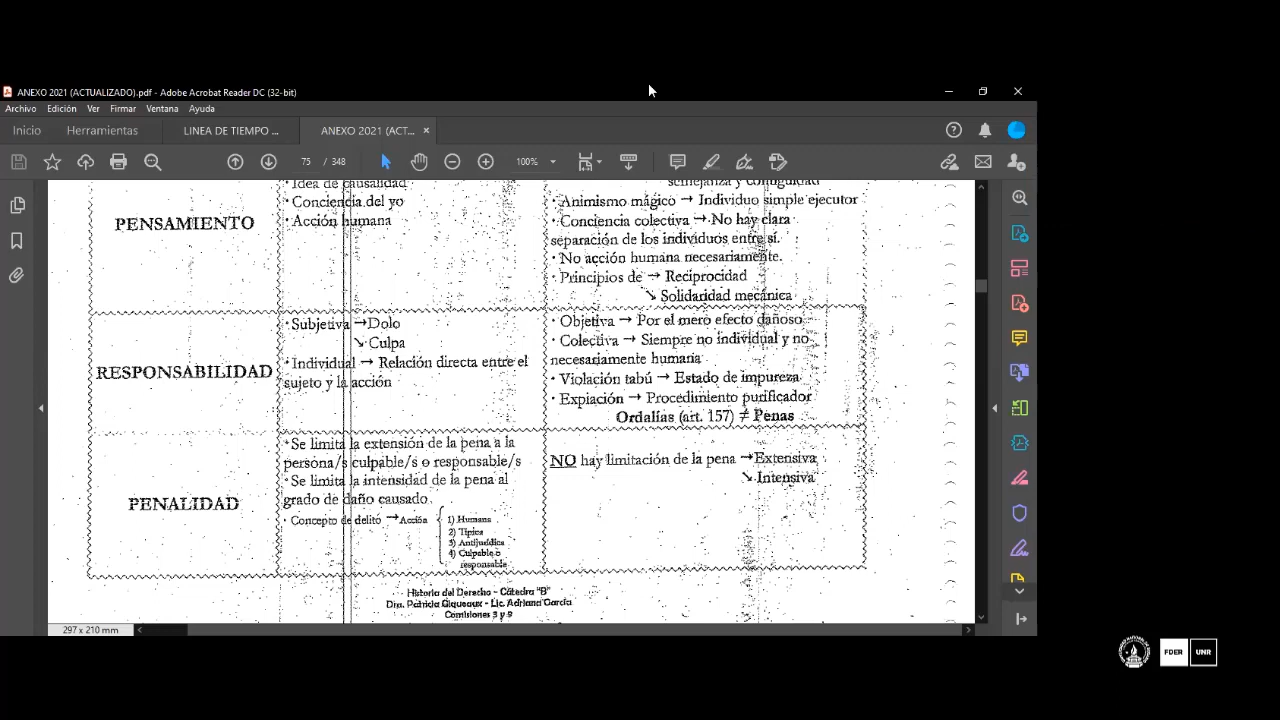 ANEXO 2021 (ACTUALIZADO).pdf - Adobe Acrobat Reader DC (32-bit)
Archivo Edición Ver Firmar Ventana Ayuda
Inicio Herramientas LINEA DE TIEMPO ... ANEXO 2021 (ACT... ×
75 / 348 100%
· Idea de causalidad
· Conciencia del yo
· Acción humana
PENSAMIENTO
semejanza y contigüidad
· Animismo mágico → Individuo simple ejecutor
· Conciencia colectiva → No hay clara
separación de los individuos entre sí.
· No acción humana necesariamente.
· Principios de → Reciprocidad
↘ Solidaridad mecánica
RESPONSABILIDAD
· Subjetiva → Dolo
↘ Culpa
· Individual → Relación directa entre el
sujeto y la acción
· Objetiva → Por el mero efecto dañoso
· Colectiva → Siempre no individual y no
necesariamente humana
· Violación tabú → Estado de impureza
· Expiación → Procedimiento purificador
Ordalías (art. 157) ≠ Penas
PENALIDAD
· Se limita la extensión de la pena a la
persona/s culpable/s o responsable/s
· Se limita la intensidad de la pena al
grado de daño causado.
· Concepto de delito → Acción
1) Humana
2) Típica
3) Antijurídica
4) Culpable o
responsable
NO hay limitación de la pena → Extensiva
↘ Intensiva
Historia del Derecho - Cátedra "B"
Dra. Patricia Giqueaux - Lic. Adriana García
Comisiones 3 y 9
297 x 210 mm
FDER UNR